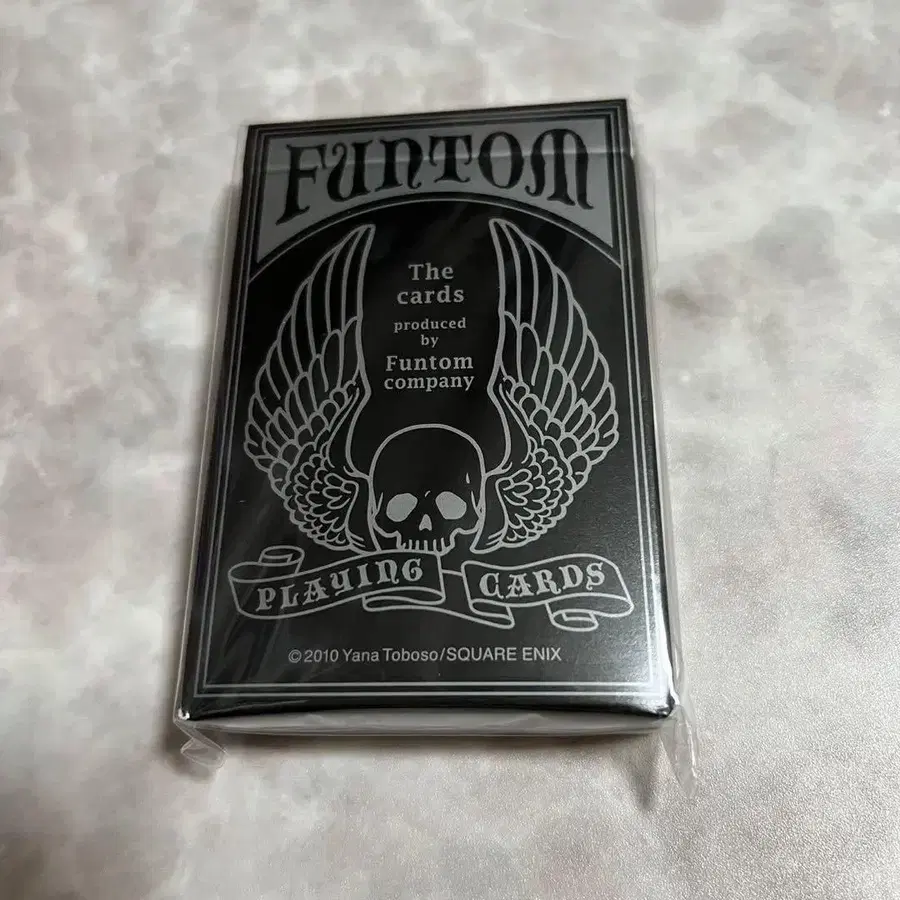 FUNTOM
The
cards
produced
by
Funtom
company
PLAYING CARDS
© 2010 Yana Toboso/SQUARE ENIX